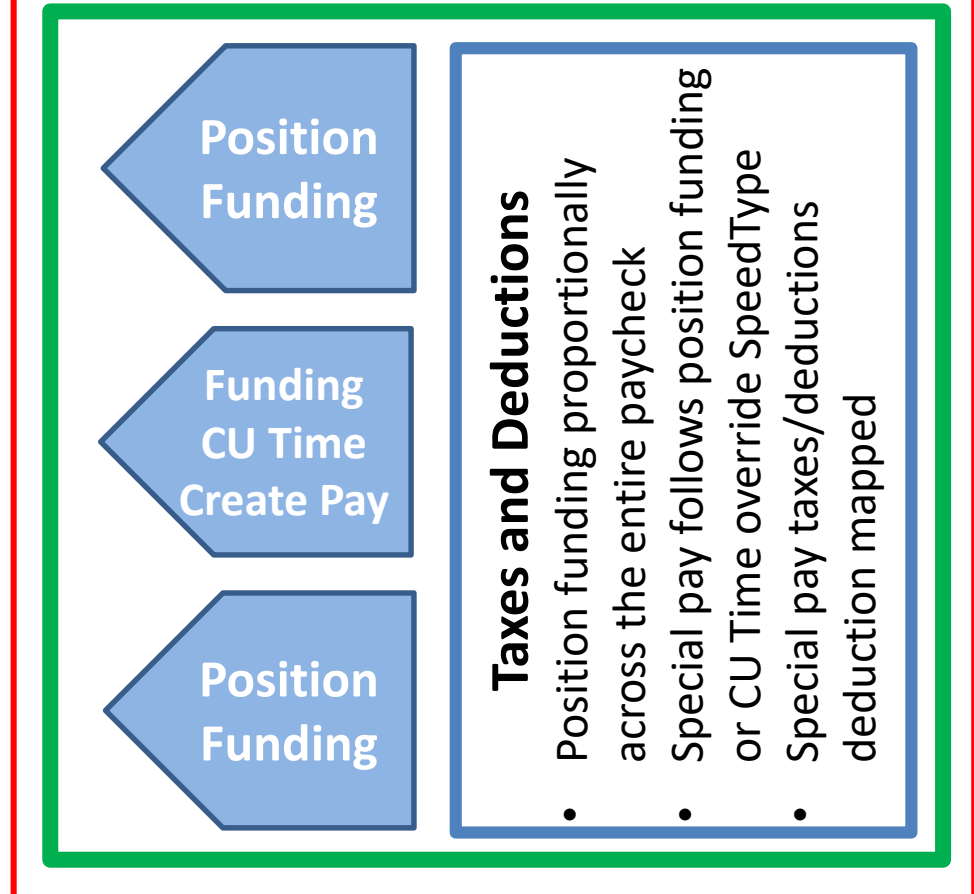 Position
Funding
Funding
CU Time
Create Pay
Position
Funding
Taxes and Deductions
• Position funding proportionally
across the entire paycheck
• Special pay follows position funding
or CU Time override SpeedType
• Special pay taxes/deductions
deduction mapped